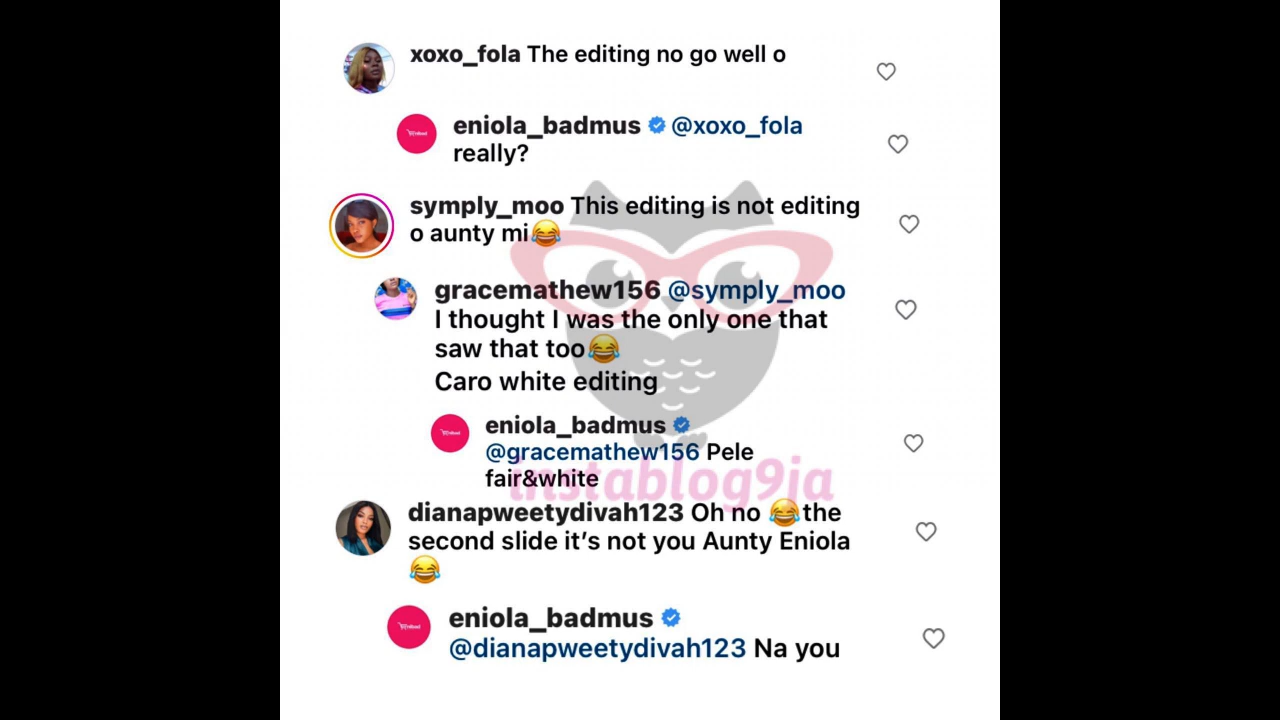 xoxo_fola The editing no go well o
eniola_badmus @xoxo_fola
really?
symply_moo This editing is not editing
o aunty mi😂
gracemathew156 @symply_moo
I thought I was the only one that
saw that too😂
Caro white editing
eniola_badmus
@gracemathew156 Pele
fair&white
instablog9ja
dianapweetydivah123 Oh no 😂the
second slide it’s not you Aunty Eniola
😂
eniola_badmus
@dianapweetydivah123 Na you